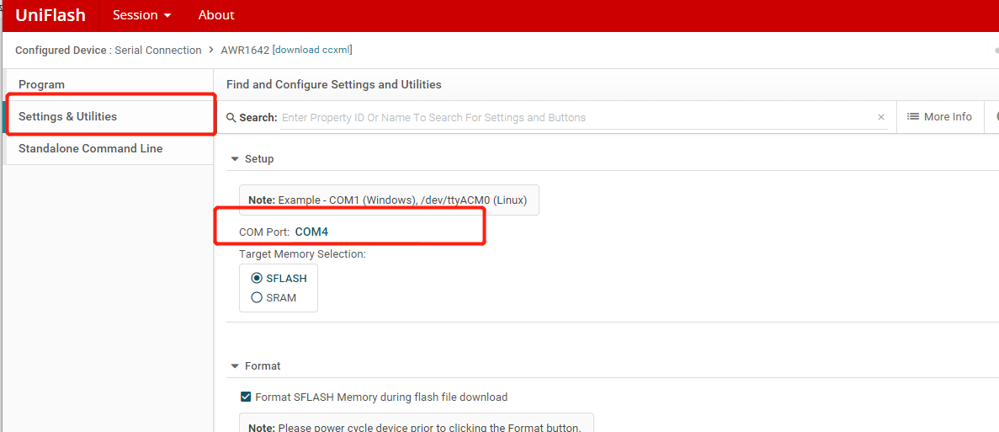 UniFlash Session About
Configured Device : Serial Connection > AWR1642 [download ccxml]
Program
Settings & Utilities
Standalone Command Line
Find and Configure Settings and Utilities
Search: Enter Property ID Or Name To Search For Settings and Buttons × More Info
Setup
Note: Example - COM1 (Windows), /dev/ttyACM0 (Linux)
COM Port: COM4
Target Memory Selection:
SFLASH
SRAM
Format
Format SFLASH Memory during flash file download
Note: Please power cycle device prior to clicking the Format button.